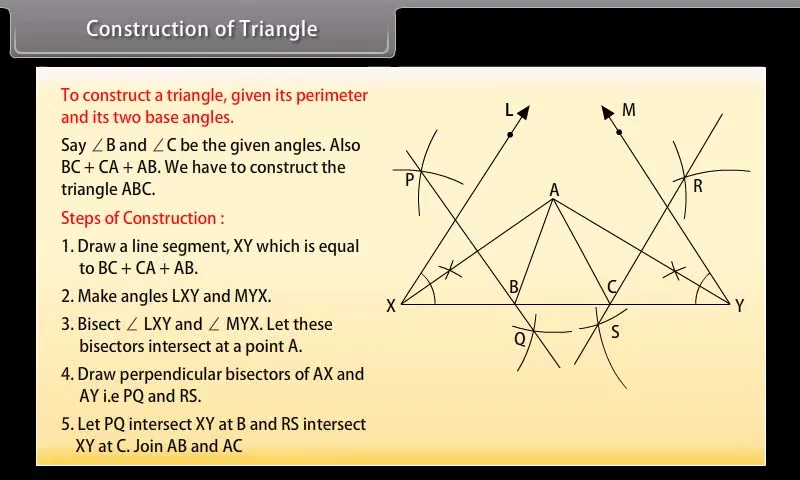 Construction of Triangle
To construct a triangle, given its perimeter
and its two base angles.
Say ∠B and ∠C be the given angles. Also
BC + CA + AB. We have to construct the
triangle ABC.
Steps of Construction :
1. Draw a line segment, XY which is equal
to BC + CA + AB.
2. Make angles LXY and MYX.
3. Bisect ∠ LXY and ∠ MYX. Let these
bisectors intersect at a point A.
4. Draw perpendicular bisectors of AX and
AY i.e PQ and RS.
5. Let PQ intersect XY at B and RS intersect
XY at C. Join AB and AC
L
M
P
A
R
B
C
X
Y
Q
S